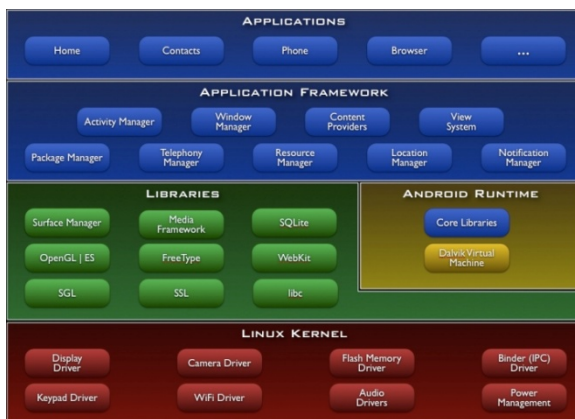 APPLICATIONS
Home
Contacts
Phone
Browser
...
APPLICATION FRAMEWORK
Activity Manager
Window
Manager
Content
Providers
View
System
Package Manager
Telephony
Manager
Resource
Manager
Location
Manager
Notification
Manager
LIBRARIES
Surface Manager
Media
Framework
SQLite
OpenGL | ES
FreeType
WebKit
SGL
SSL
libc
ANDROID RUNTIME
Core Libraries
Dalvik Virtual
Machine
LINUX KERNEL
Display
Driver
Camera Driver
Flash Memory
Driver
Binder (IPC)
Driver
Keypad Driver
WiFi Driver
Audio
Drivers
Power
Management